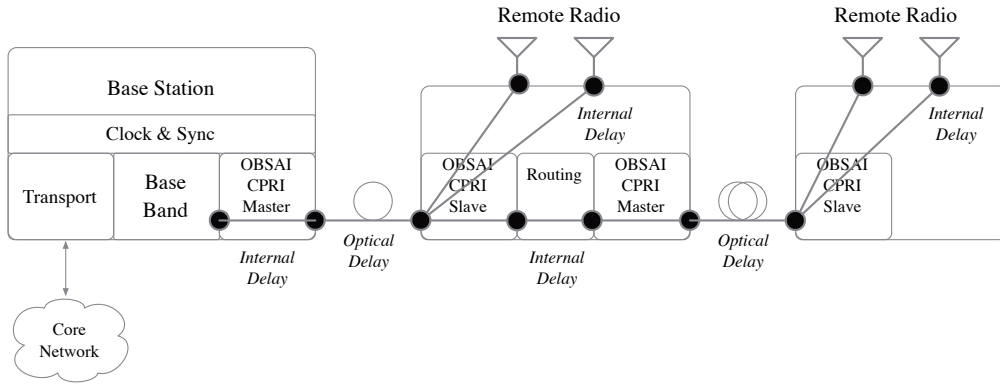 Remote Radio
Remote Radio
Base Station
Clock & Sync
Transport
Base
Band
OBSAI
CPRI
Master
Internal
Delay
Optical
Delay
Internal
Delay
OBSAI
CPRI
Slave
Routing
OBSAI
CPRI
Master
Internal
Delay
Optical
Delay
Internal
Delay
OBSAI
CPRI
Slave
Core
Network